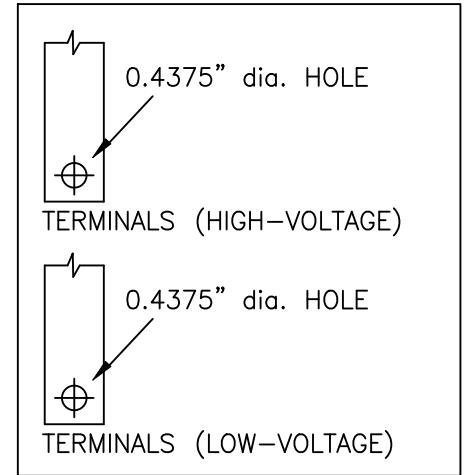 0.4375" dia. HOLE
TERMINALS (HIGH-VOLTAGE)
0.4375" dia. HOLE
TERMINALS (LOW-VOLTAGE)